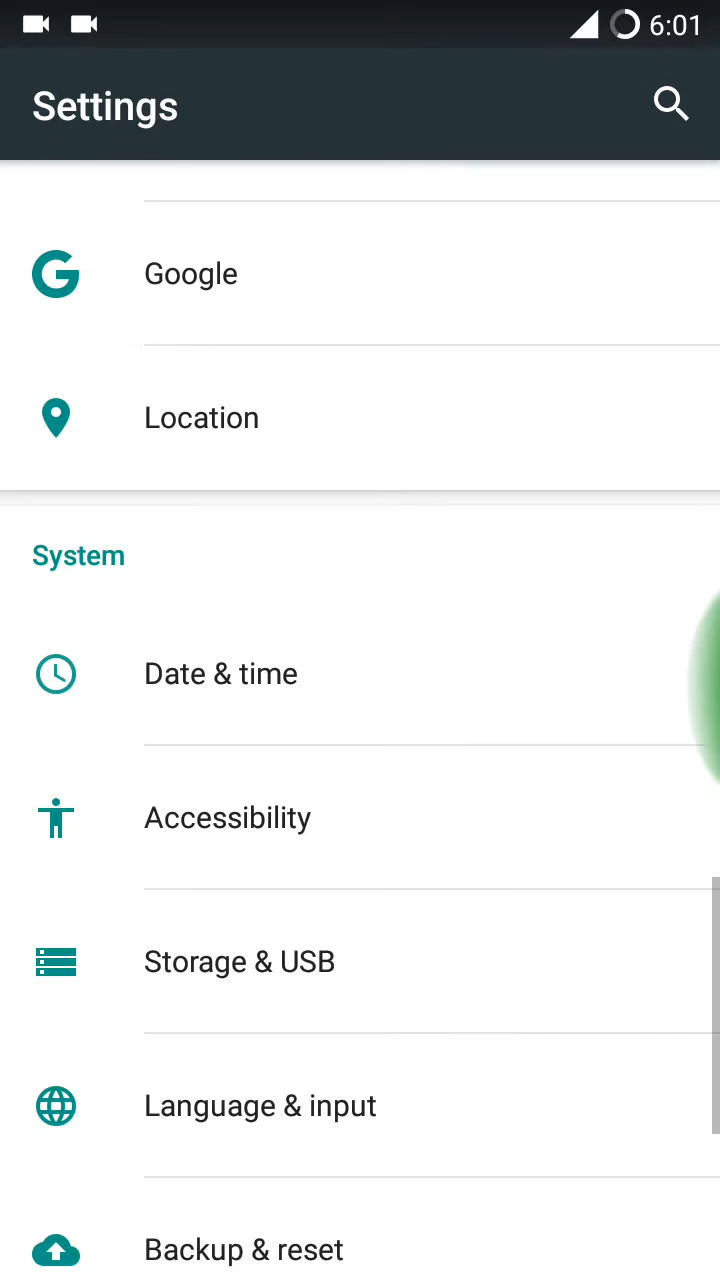 6:01
Settings
Google
Location
System
Date & time
Accessibility
Storage & USB
Language & input
Backup & reset